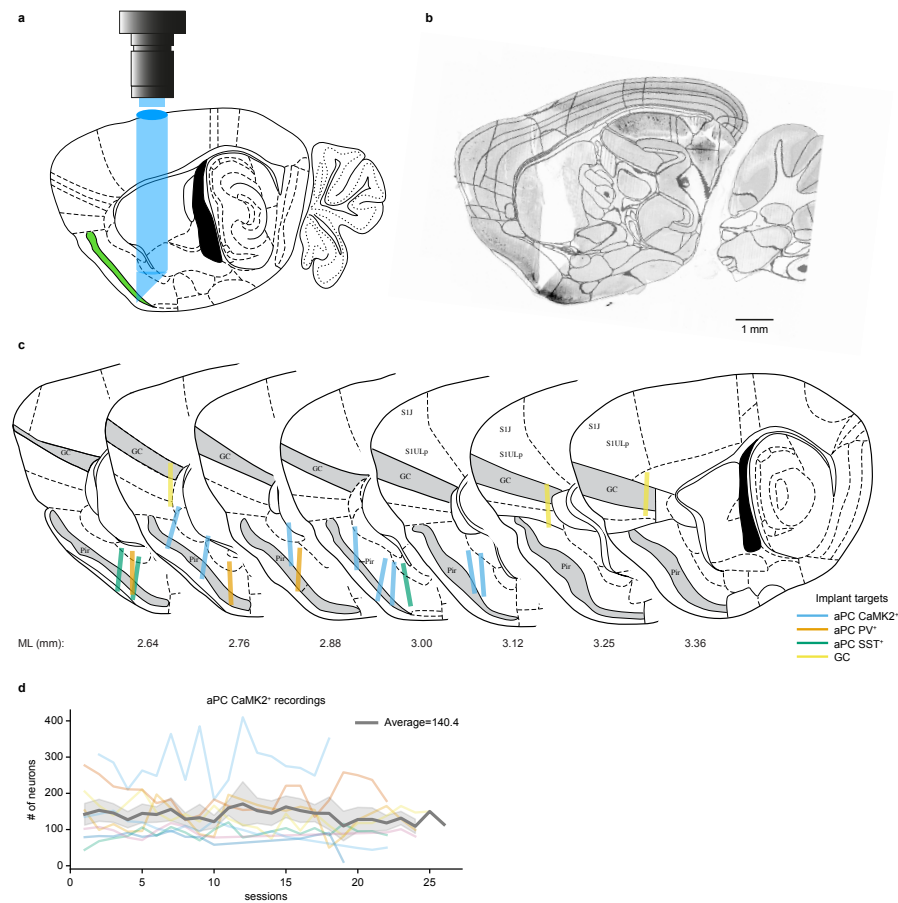 a
b
1 mm
c
GC
GC
GC
GC
S1J
S1ULp
GC
S1J
S1ULp
GC
S1J
S1ULp
GC
Pir
Pir
Pir
Pir
Pir
Pir
Pir
Implant targets
aPC CaMK2⁺
aPC PV⁺
aPC SST⁺
GC
ML (mm): 2.64 2.76 2.88 3.00 3.12 3.25 3.36
d
aPC CaMK2⁺ recordings
Average=140.4
# of neurons
400
300
200
100
0
0 5 10 15 20 25
sessions